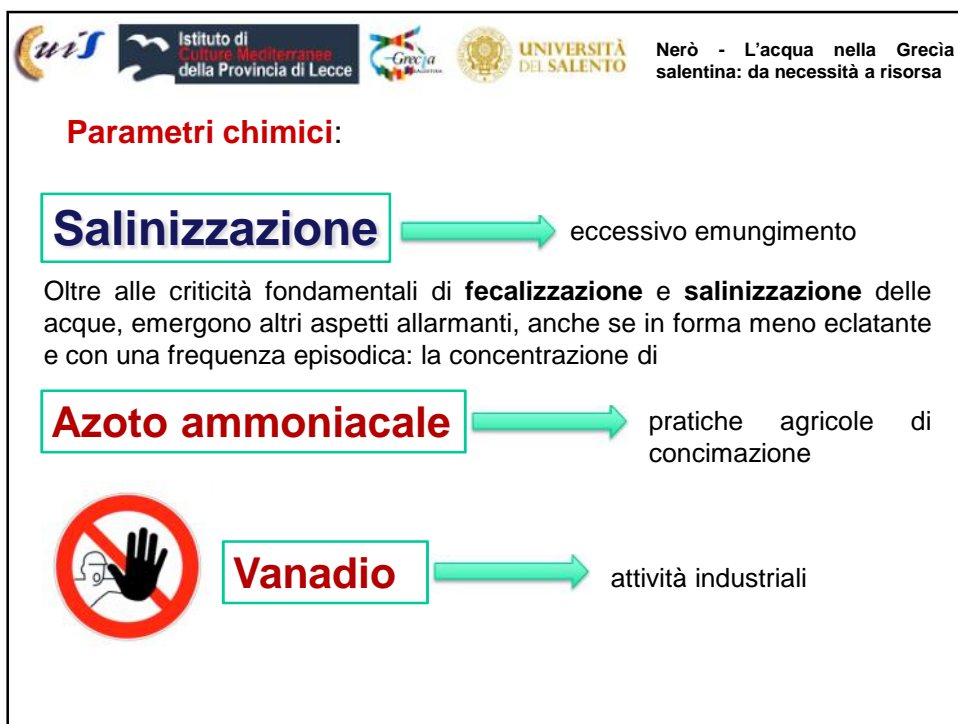 Cuis
Istituto di
Culture Mediterranee
della Provincia di Lecce
Grecìa
SALENTINA
UNIVERSITÀ
DEL SALENTO
Nerò - L'acqua nella Grecìa
salentina: da necessità a risorsa
Parametri chimici:
Salinizzazione
eccessivo emungimento
Oltre alle criticità fondamentali di fecalizzazione e salinizzazione delle
acque, emergono altri aspetti allarmanti, anche se in forma meno eclatante
e con una frequenza episodica: la concentrazione di
Azoto ammoniacale
pratiche agricole di
concimazione
Vanadio
attività industriali